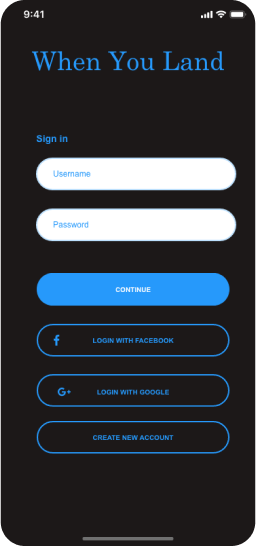 9:41
When You Land
Sign in
Username
Password
CONTINUE
LOGIN WITH FACEBOOK
LOGIN WITH GOOGLE
CREATE NEW ACCOUNT